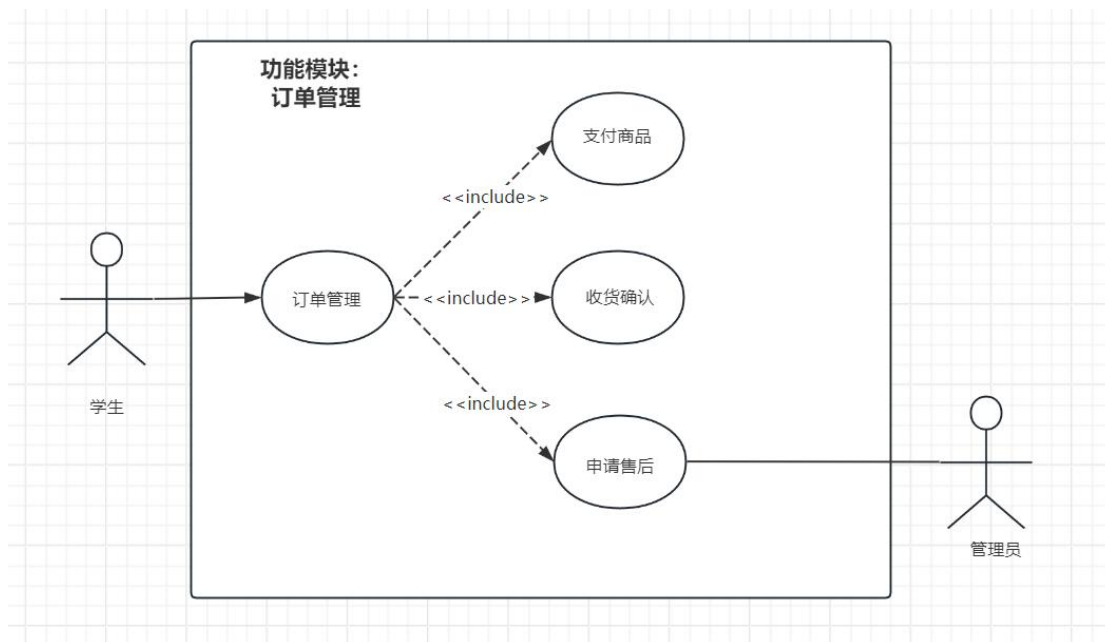 功能模块：
订单管理
支付商品
<<include>>
订单管理
<<include>>
收货确认
<<include>>
学生
申请售后
管理员